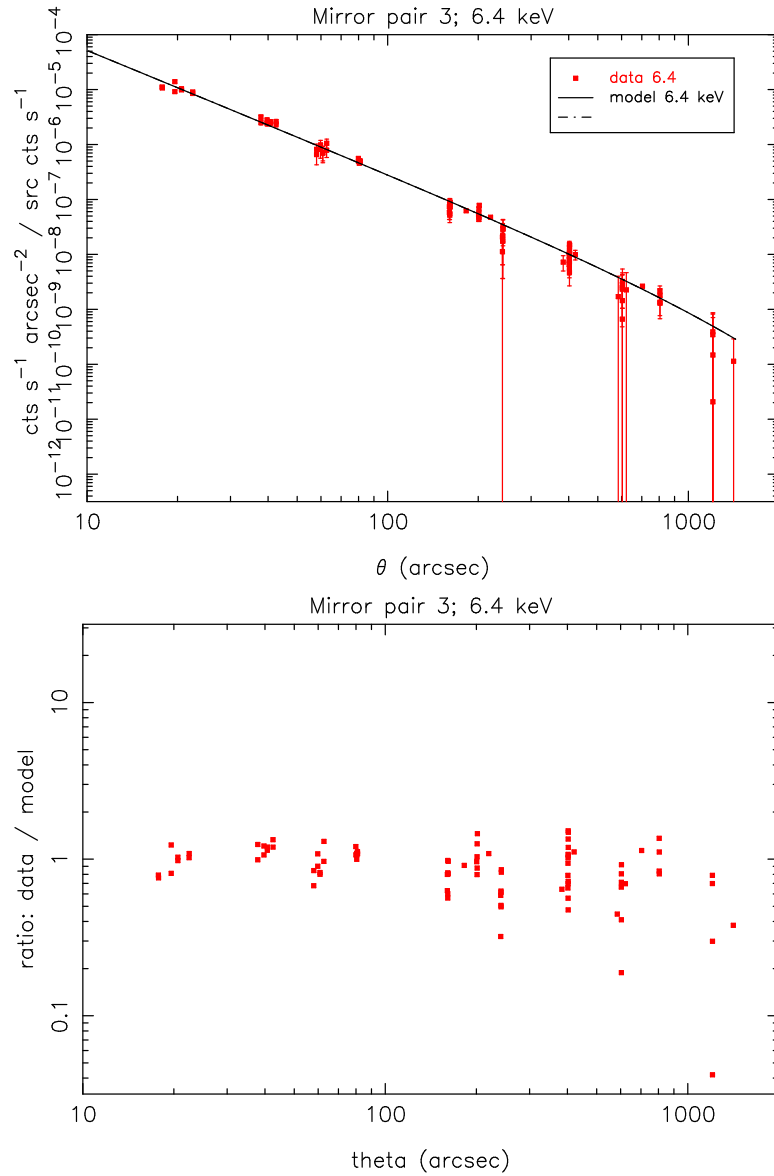 Mirror pair 3; 6.4 keV
cts s⁻¹ arcsec⁻² / src cts s⁻¹
10⁻⁴
10⁻⁵
10⁻⁶
10⁻⁷
10⁻⁸
10⁻⁹
10⁻¹⁰
10⁻¹¹
10⁻¹²
data 6.4
model 6.4 keV
10
100
1000
θ (arcsec)
Mirror pair 3; 6.4 keV
ratio: data / model
10
1
0.1
10
100
1000
theta (arcsec)